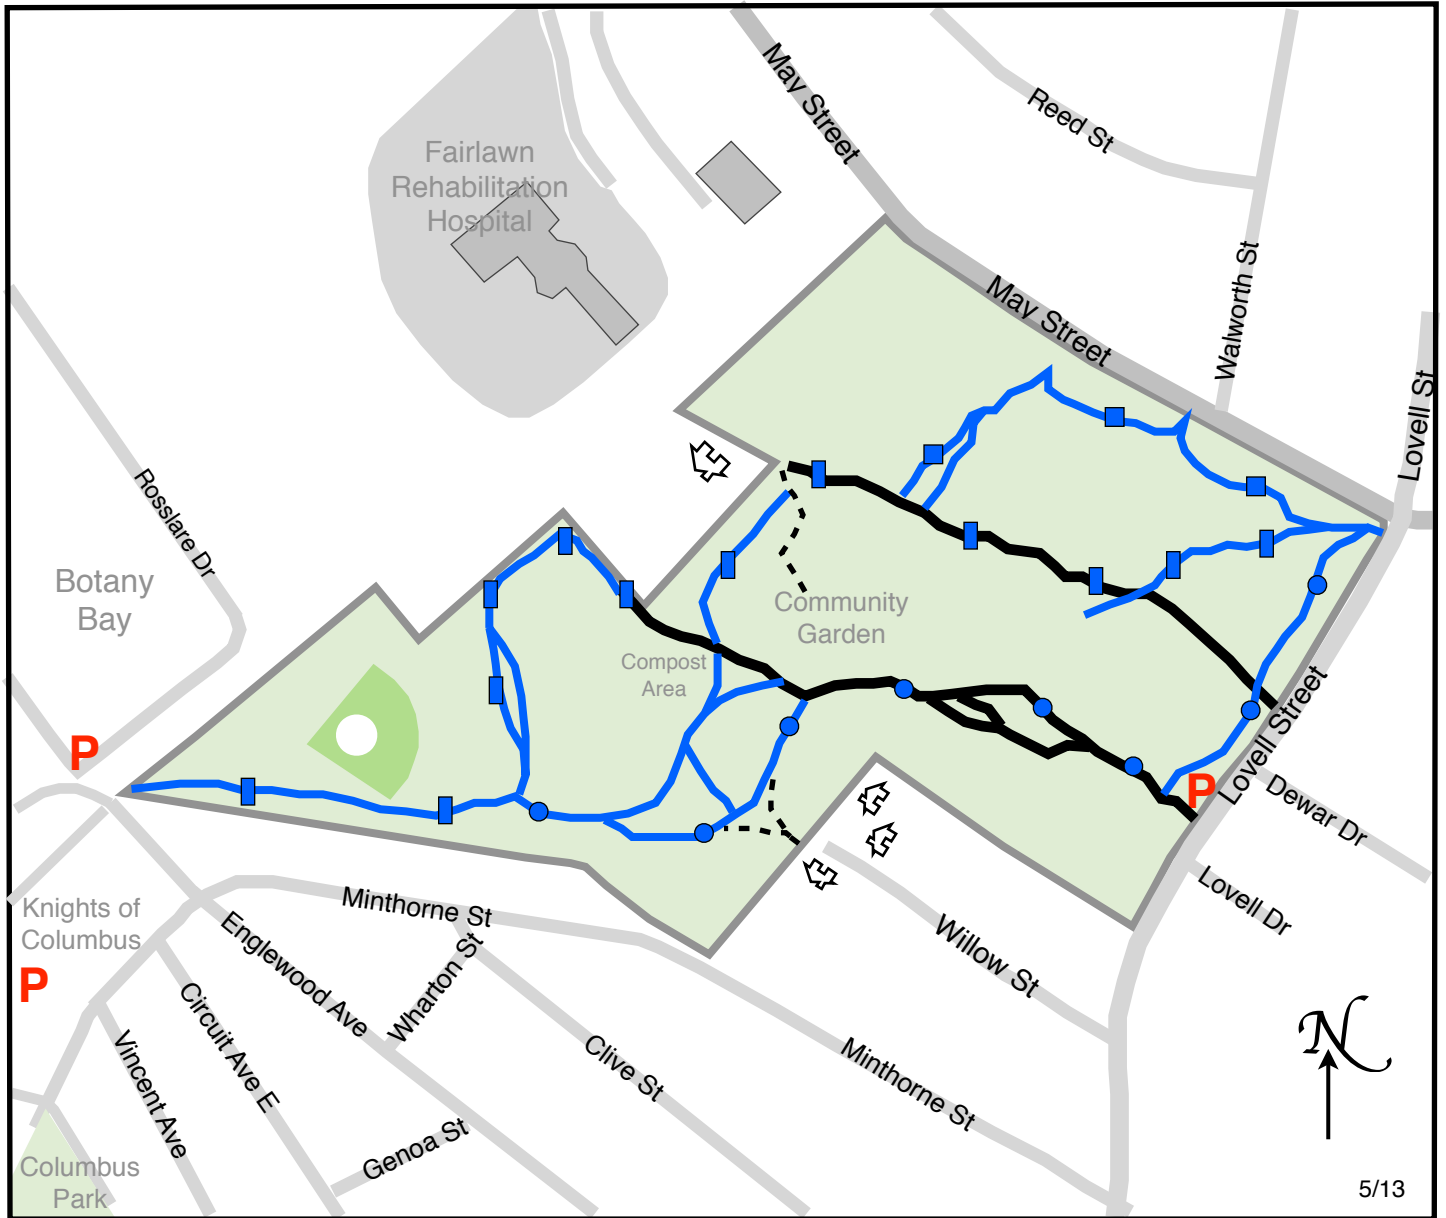 May Street
Reed St
Fairlawn
Rehabilitation
Hospital
Walworth St
May Street
Lovell St
Rosslare Dr
Botany
Bay
Community
Garden
Compost
Area
P
P
Lovell Street
Dewar Dr
Lovell Dr
Knights of
Columbus
P
Minthorne St
Englewood Ave
Wharton St
Willow St
Circuit Ave E
Vincent Ave
Clive St
Minthorne St
Genoa St
N
Columbus
Park
5/13